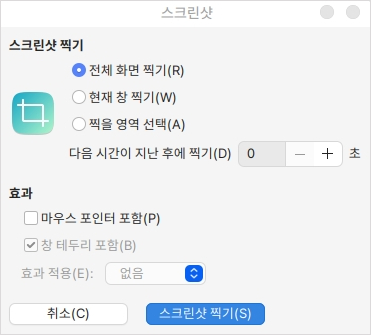 스크린샷
스크린샷 찍기
전체 화면 찍기(R)
현재 창 찍기(W)
찍을 영역 선택(A)
다음 시간이 지난 후에 찍기(D) 0 − + 초
효과
마우스 포인터 포함(P)
창 테두리 포함(B)
효과 적용(E): 없음
취소(C) 스크린샷 찍기(S)